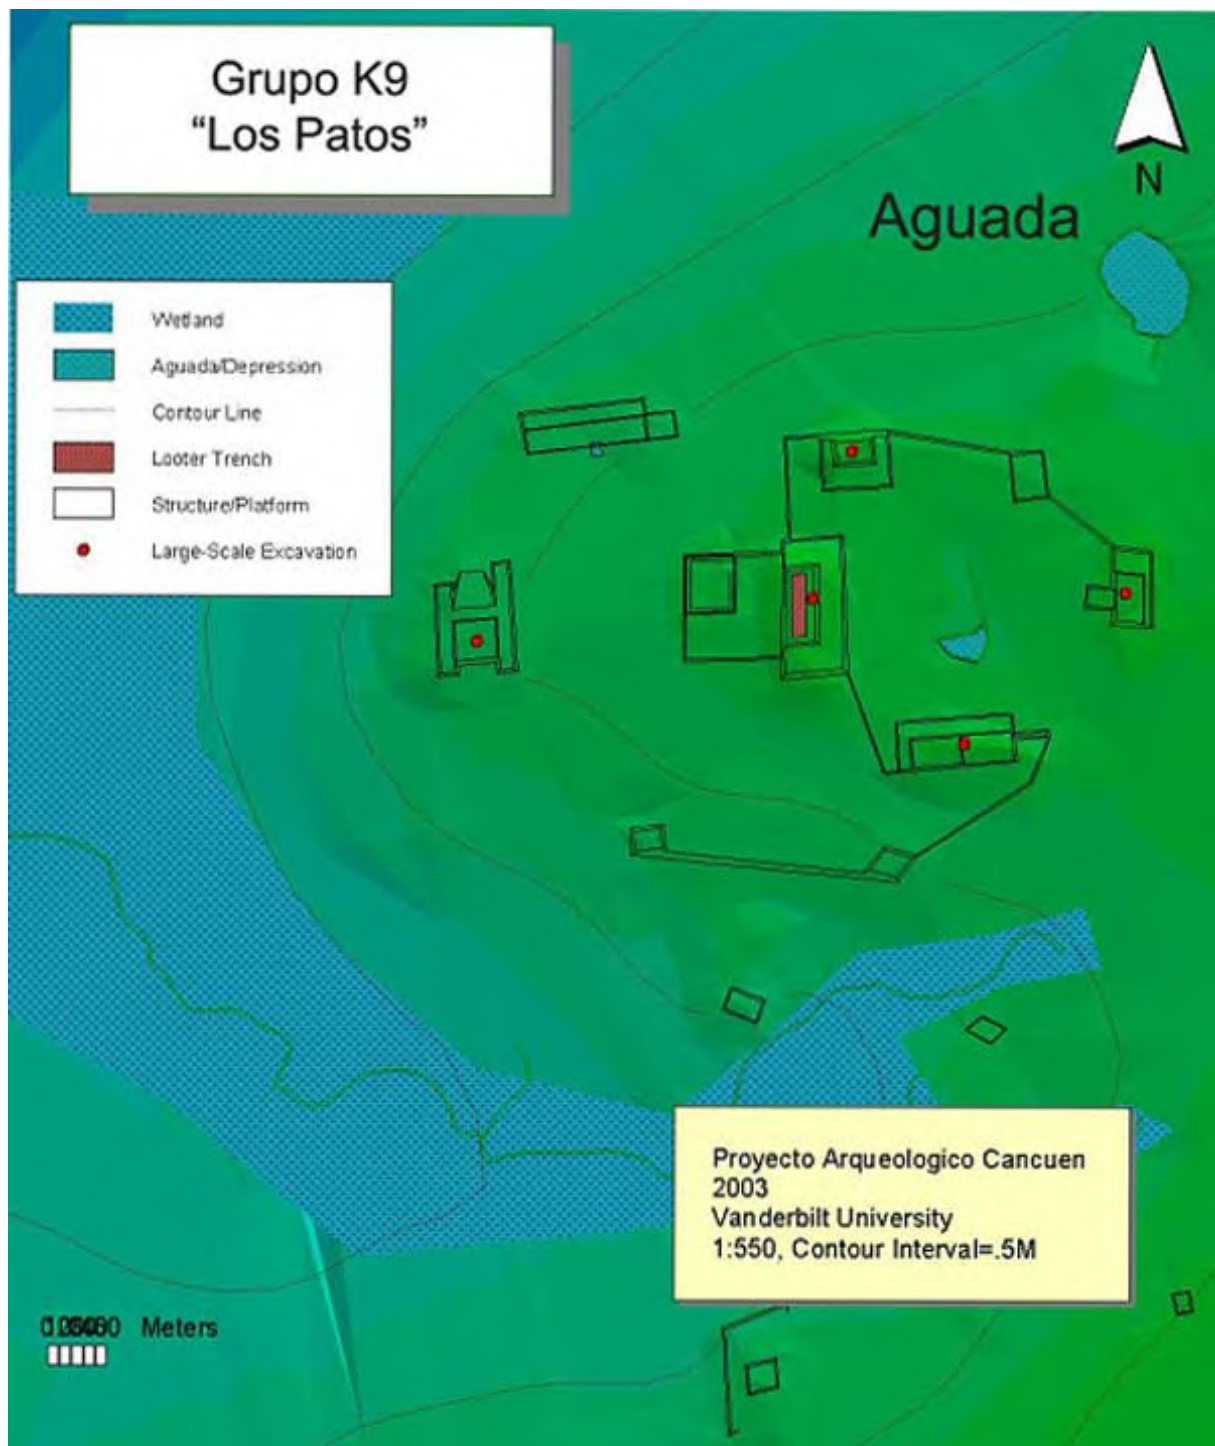 Grupo K9
“Los Patos”
N
Aguada
Wetland
Aguada/Depression
Contour Line
Looter Trench
Structure/Platform
Large-Scale Excavation
Proyecto Arqueologico Cancuen
2003
Vanderbilt University
1:550, Contour Interval=.5M
Meters